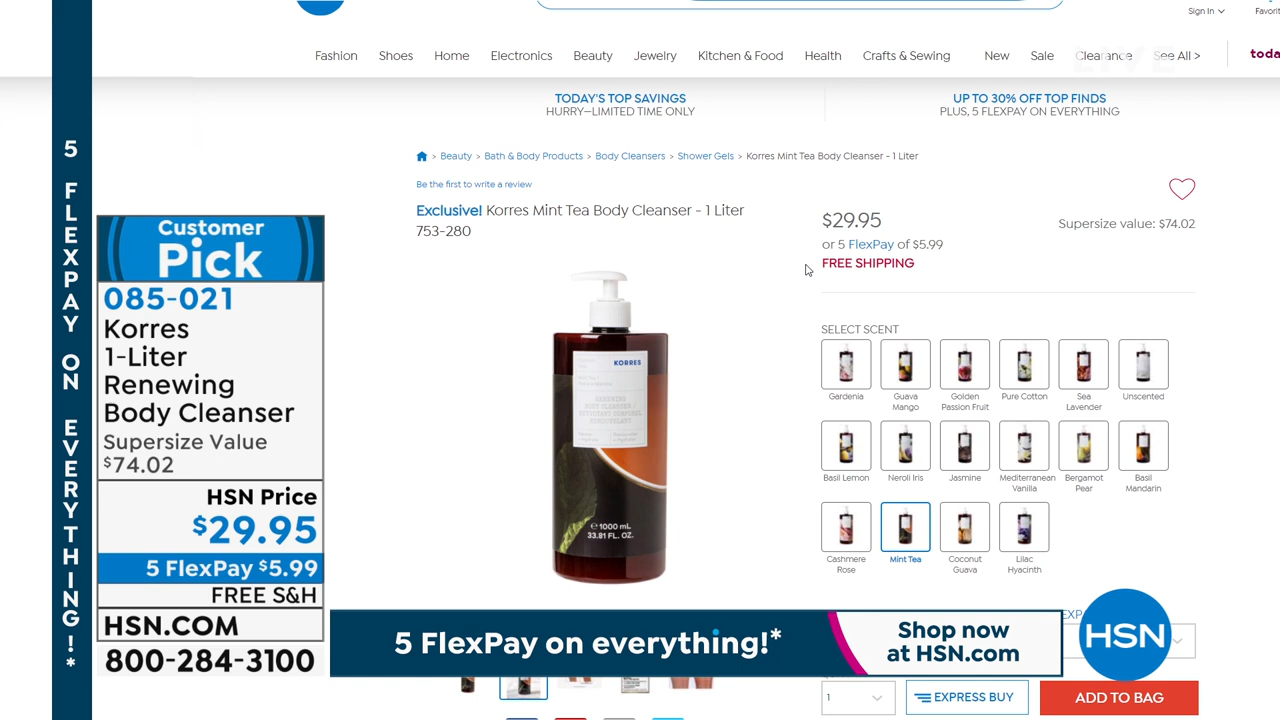 Sign In
Fashion Shoes Home Electronics Beauty Jewelry Kitchen & Food Health Crafts & Sewing New Sale Clearance See All >
TODAY'S TOP SAVINGS
HURRY—LIMITED TIME ONLY
UP TO 30% OFF TOP FINDS
PLUS, 5 FLEXPAY ON EVERYTHING
5 FLEXPAY ON EVERYTHING!*
> Beauty > Bath & Body Products > Body Cleansers > Shower Gels > Korres Mint Tea Body Cleanser - 1 Liter
Be the first to write a review
Exclusive! Korres Mint Tea Body Cleanser - 1 Liter
753-280
$29.95
or 5 FlexPay of $5.99
FREE SHIPPING
Supersize value: $74.02
Customer
Pick
085-021
Korres
1-Liter
Renewing
Body Cleanser
Supersize Value
$74.02
HSN Price
$29.95
5 FlexPay $5.99
FREE S&H
HSN.COM
800-284-3100
KORRES
RENEWING
BODY CLEANSER /
℮ 1000 mL
33.81 FL. OZ.
SELECT SCENT
Gardenia
Guava
Mango
Golden
Passion Fruit
Pure Cotton
Sea
Lavender
Unscented
Basil Lemon
Neroli Iris
Jasmine
Mediterranean
Vanilla
Bergamot
Pear
Basil
Mandarin
Cashmere
Rose
Mint Tea
Coconut
Guava
Lilac
Hyacinth
5 FlexPay on everything!*
Shop now
at HSN.com
HSN
1
EXPRESS BUY
ADD TO BAG